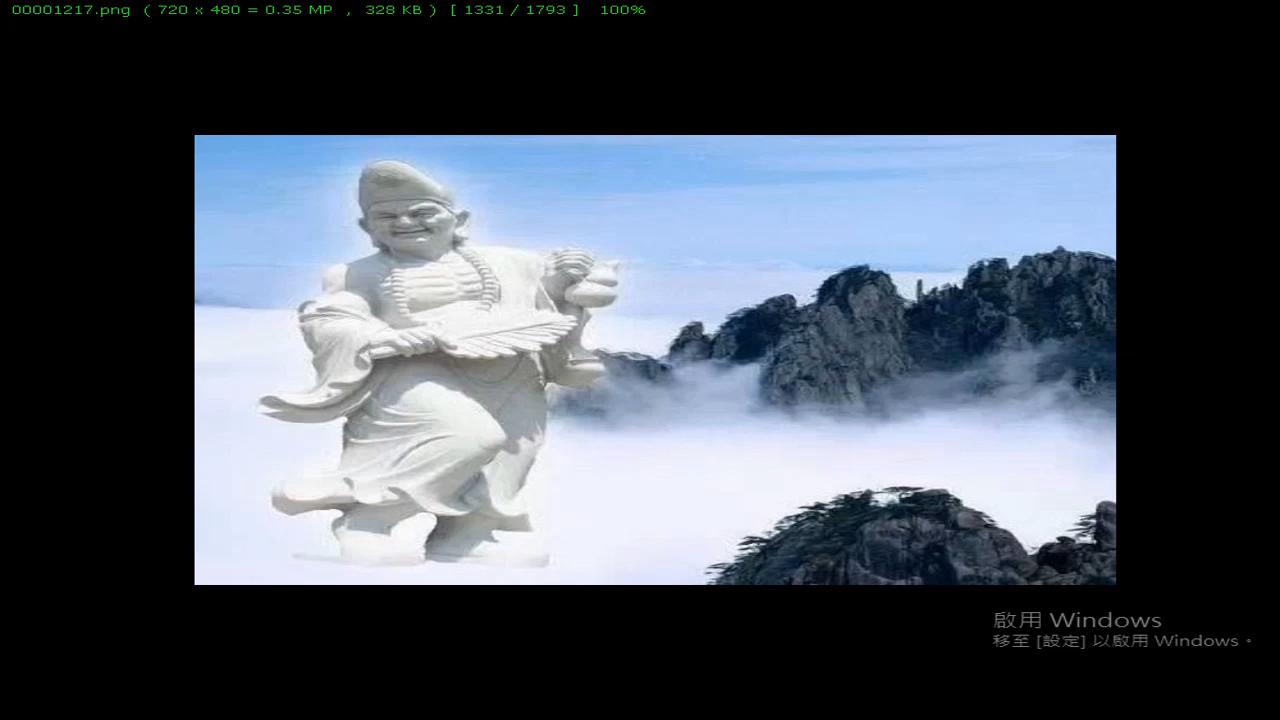 00001217.png ( 720 x 480 = 0.35 MP , 328 KB ) [ 1331 / 1793 ] 100%
啟用 Windows
移至 [設定] 以啟用 Windows。